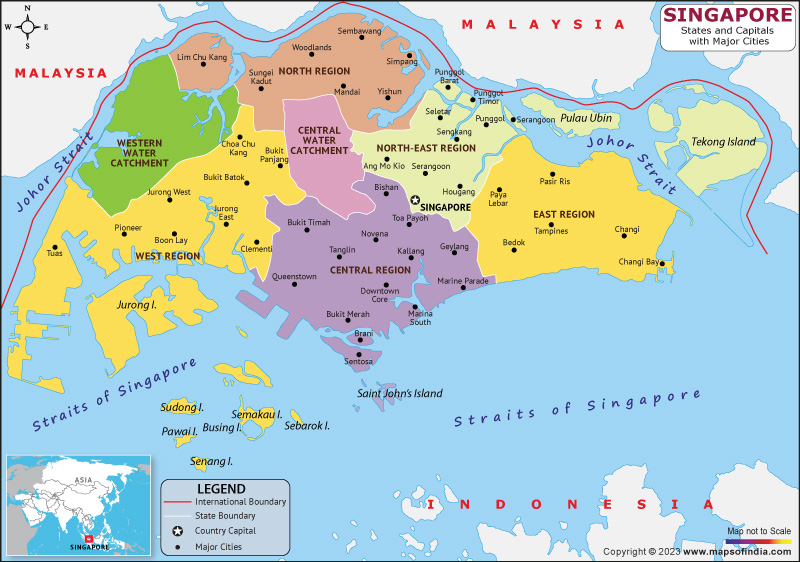 SINGAPORE
States and Capitals
with Major Cities
N
W
E
S
MALAYSIA
MALAYSIA
Sembawang
Woodlands
Simpang
Lim Chu Kang
NORTH REGION
Sungei
Kadut
Mandai
Yishun
Punggol
Barat
Punggol
Timor
Seletar
Punggol
Serangoon
Pulau Ubin
Sengkang
Tekong Island
Johor Strait
Johor Strait
WESTERN
WATER
CATCHMENT
CENTRAL
WATER
CATCHMENT
Choa Chu
Kang
Bukit
Panjang
NORTH-EAST REGION
Ang Mo Kio
Serangoon
Bukit Batok
Bishan
Hougang
SINGAPORE
Paya
Lebar
Pasir Ris
Jurong West
Jurong
East
EAST REGION
Tampines
Changi
Bedok
Changi Bay
Pioneer
Boon Lay
Tuas
WEST REGION
Clementi
Bukit Timah
Toa Payoh
Novena
Tanglin
Kallang
Geylang
CENTRAL REGION
Queenstown
Downtown
Core
Marine Parade
Bukit Merah
Marina
South
Brani
Sentosa
Jurong I.
Saint John's Island
Straits of Singapore
Straits of Singapore
Sudong I.
Semakau I.
Pawai I.
Busing I.
Sebarok I.
Senang I.
INDONESIA
ASIA
SINGAPORE
LEGEND
International Boundary
State Boundary
Country Capital
Major Cities
Map not to Scale
Copyright © 2023 www.mapsofindia.com